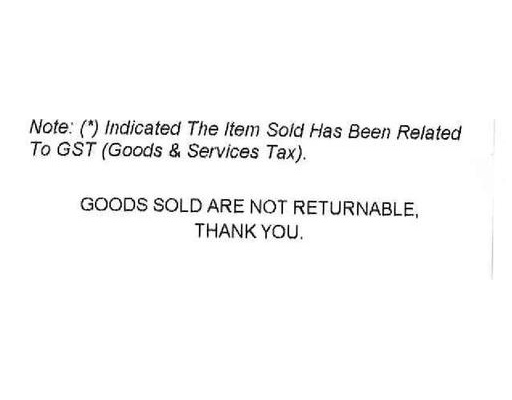 Note: (*) Indicated The Item Sold Has Been Related
To GST (Goods & Services Tax).
GOODS SOLD ARE NOT RETURNABLE,
THANK YOU.